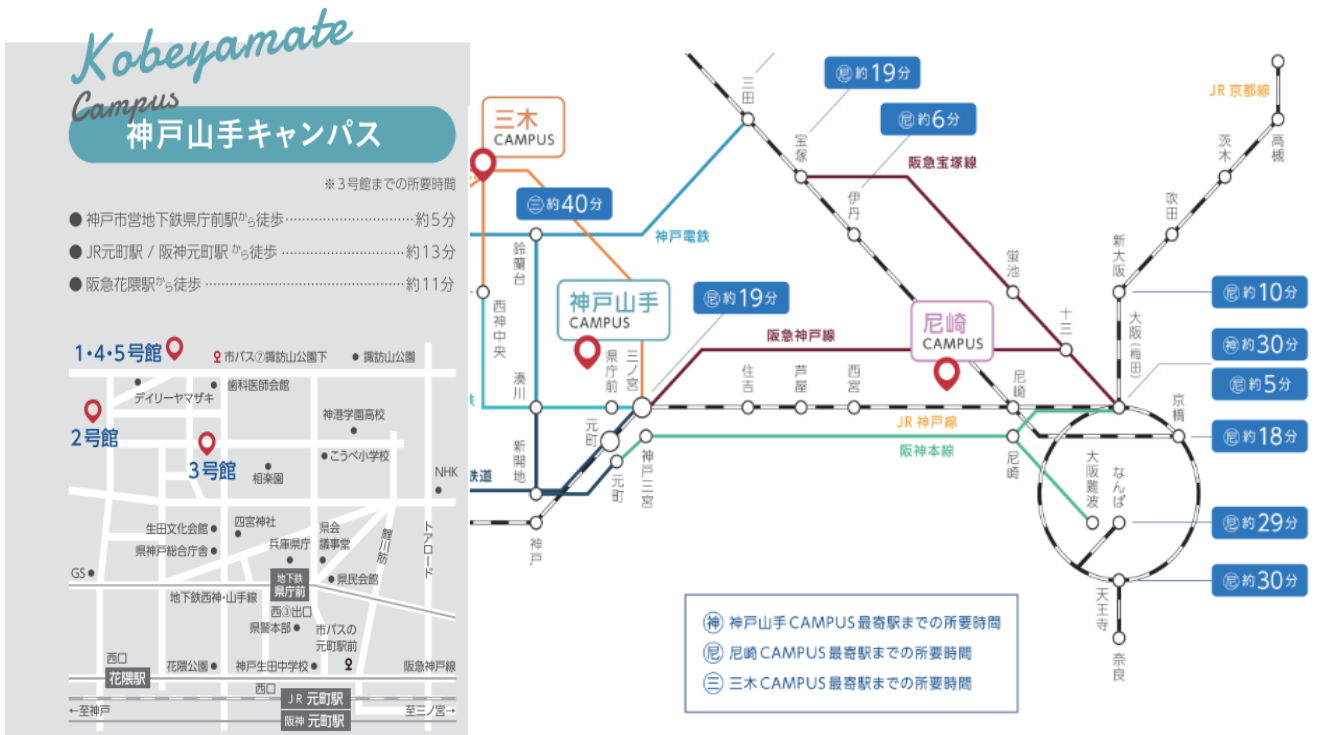 Kobeyamate
Campus
神戸山手キャンパス
※3号館までの所要時間
● 神戸市営地下鉄県庁前駅から徒歩 約5分
● JR元町駅 / 阪神元町駅 から徒歩 約13分
● 阪急花隈駅から徒歩 約11分
1・4・5号館
市バス⑦諏訪山公園下
諏訪山公園
デイリーヤマザキ
歯科医師会館
2号館
神港学園高校
3号館
こうべ小学校
相楽園
NHK
生田文化会館
四宮神社
県会
議事堂
兵庫県庁
県神戸総合庁舎
鯉川筋
トアロード
GS
地下鉄
県庁前
県民会館
地下鉄西神・山手線
西③出口
県警本部
市バスの
元町駅前
西口
花隈駅
花隈公園
神戸生田中学校
阪急神戸線
西口
JR 元町駅
←至神戸
至三ノ宮→
阪神 元町駅
三木
CAMPUS
三 約40分
三田
尼 約19分
宝塚
尼 約6分
伊丹
阪急宝塚線
JR 京都線
高槻
茨木
吹田
新大阪
神戸電鉄
鈴蘭台
西神中央
神戸山手
CAMPUS
尼 約19分
県庁前
三ノ宮
湊川
新開地
元町
元町
神戸三宮
神戸
鉄
鉄道
阪急神戸線
住吉
芦屋
西宮
尼崎
CAMPUS
尼崎
JR 神戸線
阪神本線
尼崎
蛍池
十三
大阪(梅田)
京橋
大阪難波
なんば
天王寺
奈良
尼 約10分
神 約30分
尼 約5分
尼 約18分
尼 約29分
尼 約30分
神 神戸山手CAMPUS最寄駅までの所要時間
尼 尼崎CAMPUS最寄駅までの所要時間
三 三木CAMPUS最寄駅までの所要時間